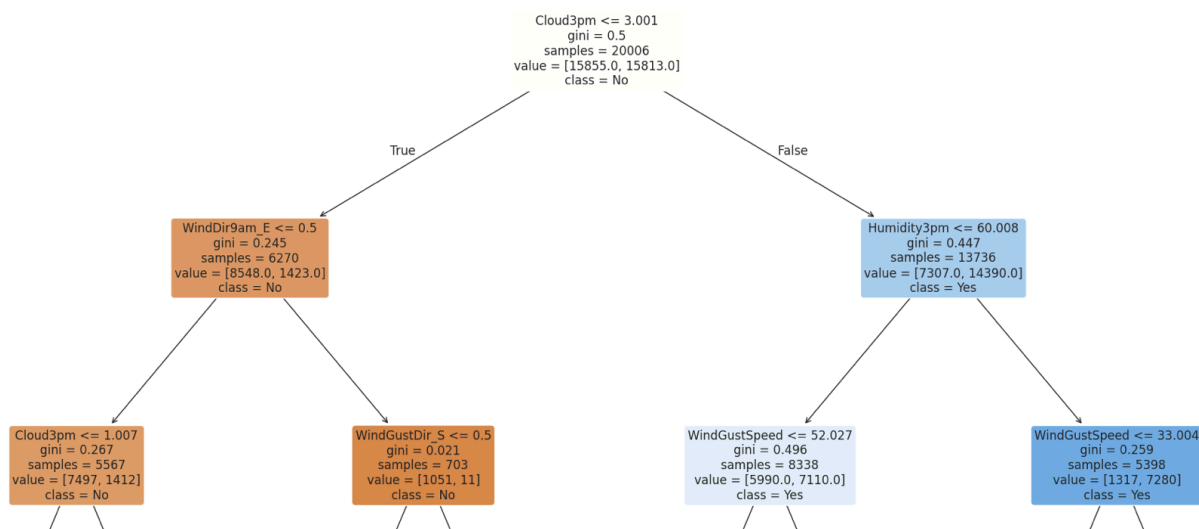 Cloud3pm <= 3.001
gini = 0.5
samples = 20006
value = [15855.0, 15813.0]
class = No
True
False
WindDir9am_E <= 0.5
gini = 0.245
samples = 6270
value = [8548.0, 1423.0]
class = No
Humidity3pm <= 60.008
gini = 0.447
samples = 13736
value = [7307.0, 14390.0]
class = Yes
Cloud3pm <= 1.007
gini = 0.267
samples = 5567
value = [7497, 1412]
class = No
WindGustDir_S <= 0.5
gini = 0.021
samples = 703
value = [1051, 11]
class = No
WindGustSpeed <= 52.027
gini = 0.496
samples = 8338
value = [5990.0, 7110.0]
class = Yes
WindGustSpeed <= 33.004
gini = 0.259
samples = 5398
value = [1317, 7280]
class = Yes